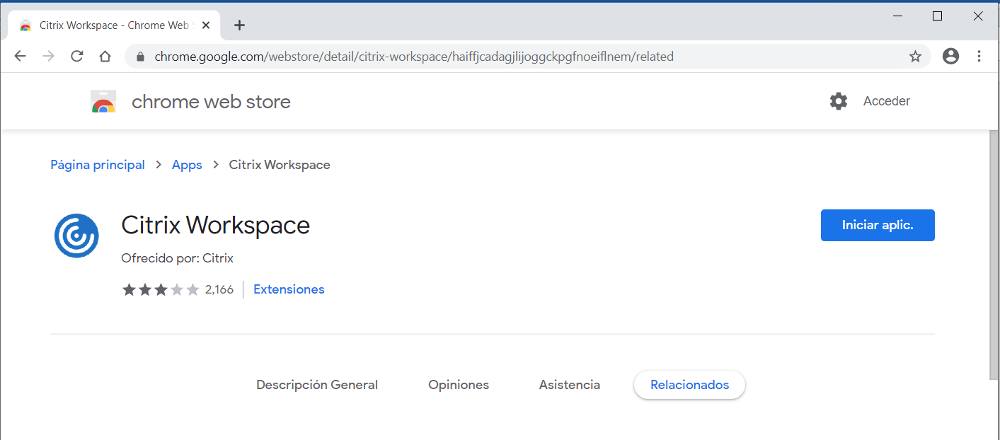 Citrix Workspace - Chrome Web S
chrome.google.com/webstore/detail/citrix-workspace/haiffjcadagjlijoggckpgfnoeiflnem/related
chrome web store
Acceder
Página principal > Apps > Citrix Workspace
Citrix Workspace
Iniciar aplic.
Ofrecido por: Citrix
2,166 Extensiones
Descripción General Opiniones Asistencia Relacionados